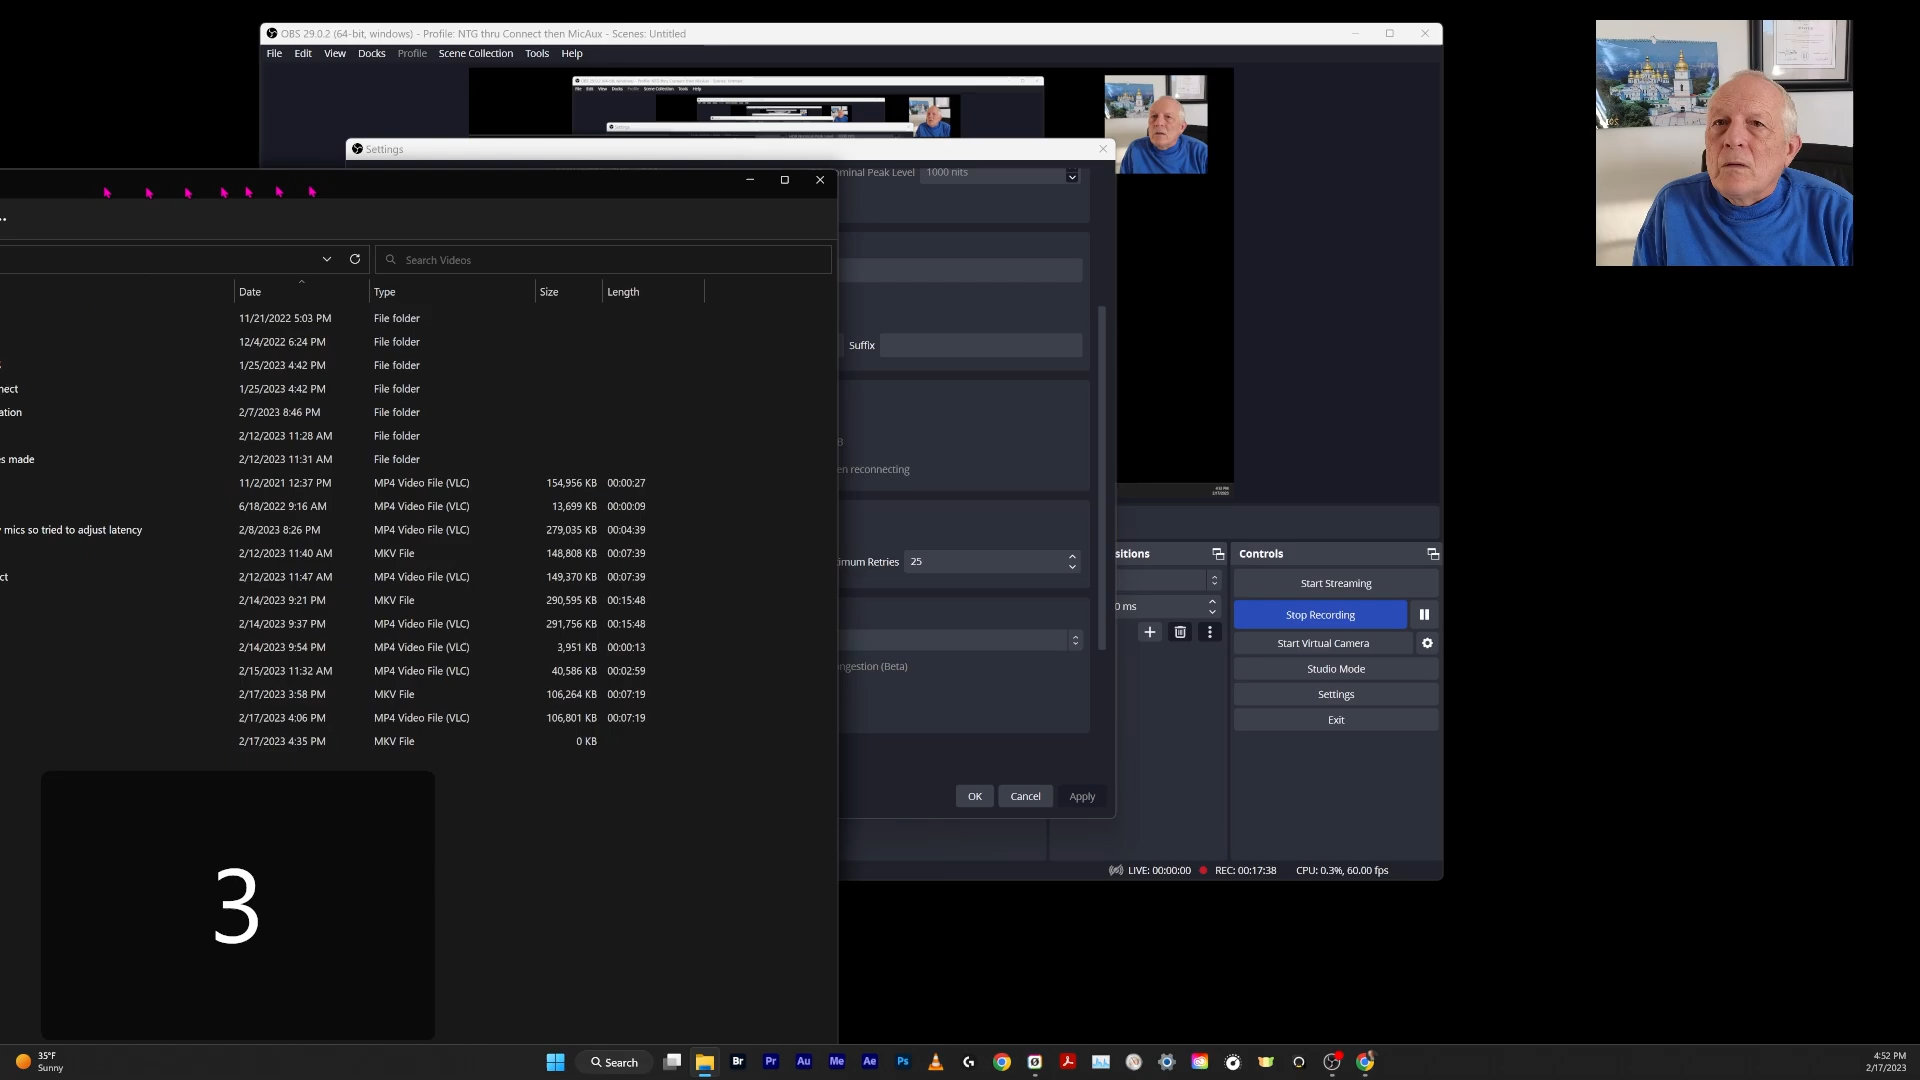 OBS 29.0.2 (64-bit, windows) - Profile: NTG thru Connect then MicAux - Scenes: Untitled
File Edit View Docks Profile Scene Collection Tools Help
Settings
minal Peak Level 1000 nits
Search Videos
Date Type Size Length
11/21/2022 5:03 PM File folder
12/4/2022 6:24 PM File folder
1/25/2023 4:42 PM File folder
nect 1/25/2023 4:42 PM File folder
ation 2/7/2023 8:46 PM File folder
2/12/2023 11:28 AM File folder
es made 2/12/2023 11:31 AM File folder
11/2/2021 12:37 PM MP4 Video File (VLC) 154,956 KB 00:00:27
6/18/2022 9:16 AM MP4 Video File (VLC) 13,699 KB 00:00:09
mics so tried to adjust latency 2/8/2023 8:26 PM MP4 Video File (VLC) 279,035 KB 00:04:39
2/12/2023 11:40 AM MKV File 148,808 KB 00:07:39
ct 2/12/2023 11:47 AM MP4 Video File (VLC) 149,370 KB 00:07:39
2/14/2023 9:21 PM MKV File 290,595 KB 00:15:48
2/14/2023 9:37 PM MP4 Video File (VLC) 291,756 KB 00:15:48
2/14/2023 9:54 PM MP4 Video File (VLC) 3,951 KB 00:00:13
2/15/2023 11:32 AM MP4 Video File (VLC) 40,586 KB 00:02:59
2/17/2023 3:58 PM MKV File 106,264 KB 00:07:19
2/17/2023 4:06 PM MP4 Video File (VLC) 106,801 KB 00:07:19
2/17/2023 4:35 PM MKV File 0 KB
3
Suffix
B
en reconnecting
imum Retries 25
ngestion (Beta)
OK Cancel Apply
sitions
0 ms
Controls
Start Streaming
Stop Recording
Start Virtual Camera
Studio Mode
Settings
Exit
LIVE: 00:00:00 REC: 00:17:38 CPU: 0.3%, 60.00 fps
35°F
Sunny
Search
Br Pr Au Me Ae Ps
4:52 PM
2/17/2023